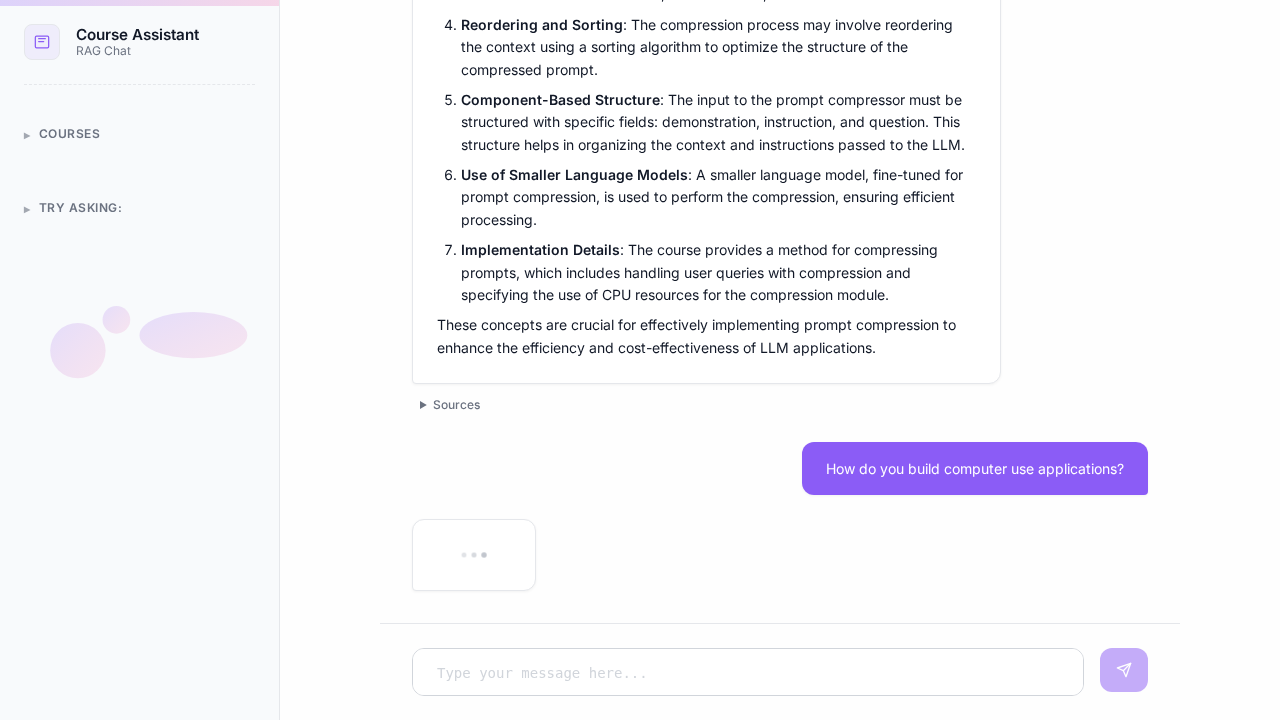 Course Assistant
RAG Chat
COURSES
TRY ASKING:
4. Reordering and Sorting: The compression process may involve reordering
the context using a sorting algorithm to optimize the structure of the
compressed prompt.
5. Component-Based Structure: The input to the prompt compressor must be
structured with specific fields: demonstration, instruction, and question. This
structure helps in organizing the context and instructions passed to the LLM.
6. Use of Smaller Language Models: A smaller language model, fine-tuned for
prompt compression, is used to perform the compression, ensuring efficient
processing.
7. Implementation Details: The course provides a method for compressing
prompts, which includes handling user queries with compression and
specifying the use of CPU resources for the compression module.
These concepts are crucial for effectively implementing prompt compression to
enhance the efficiency and cost-effectiveness of LLM applications.
Sources
How do you build computer use applications?
Type your message here...